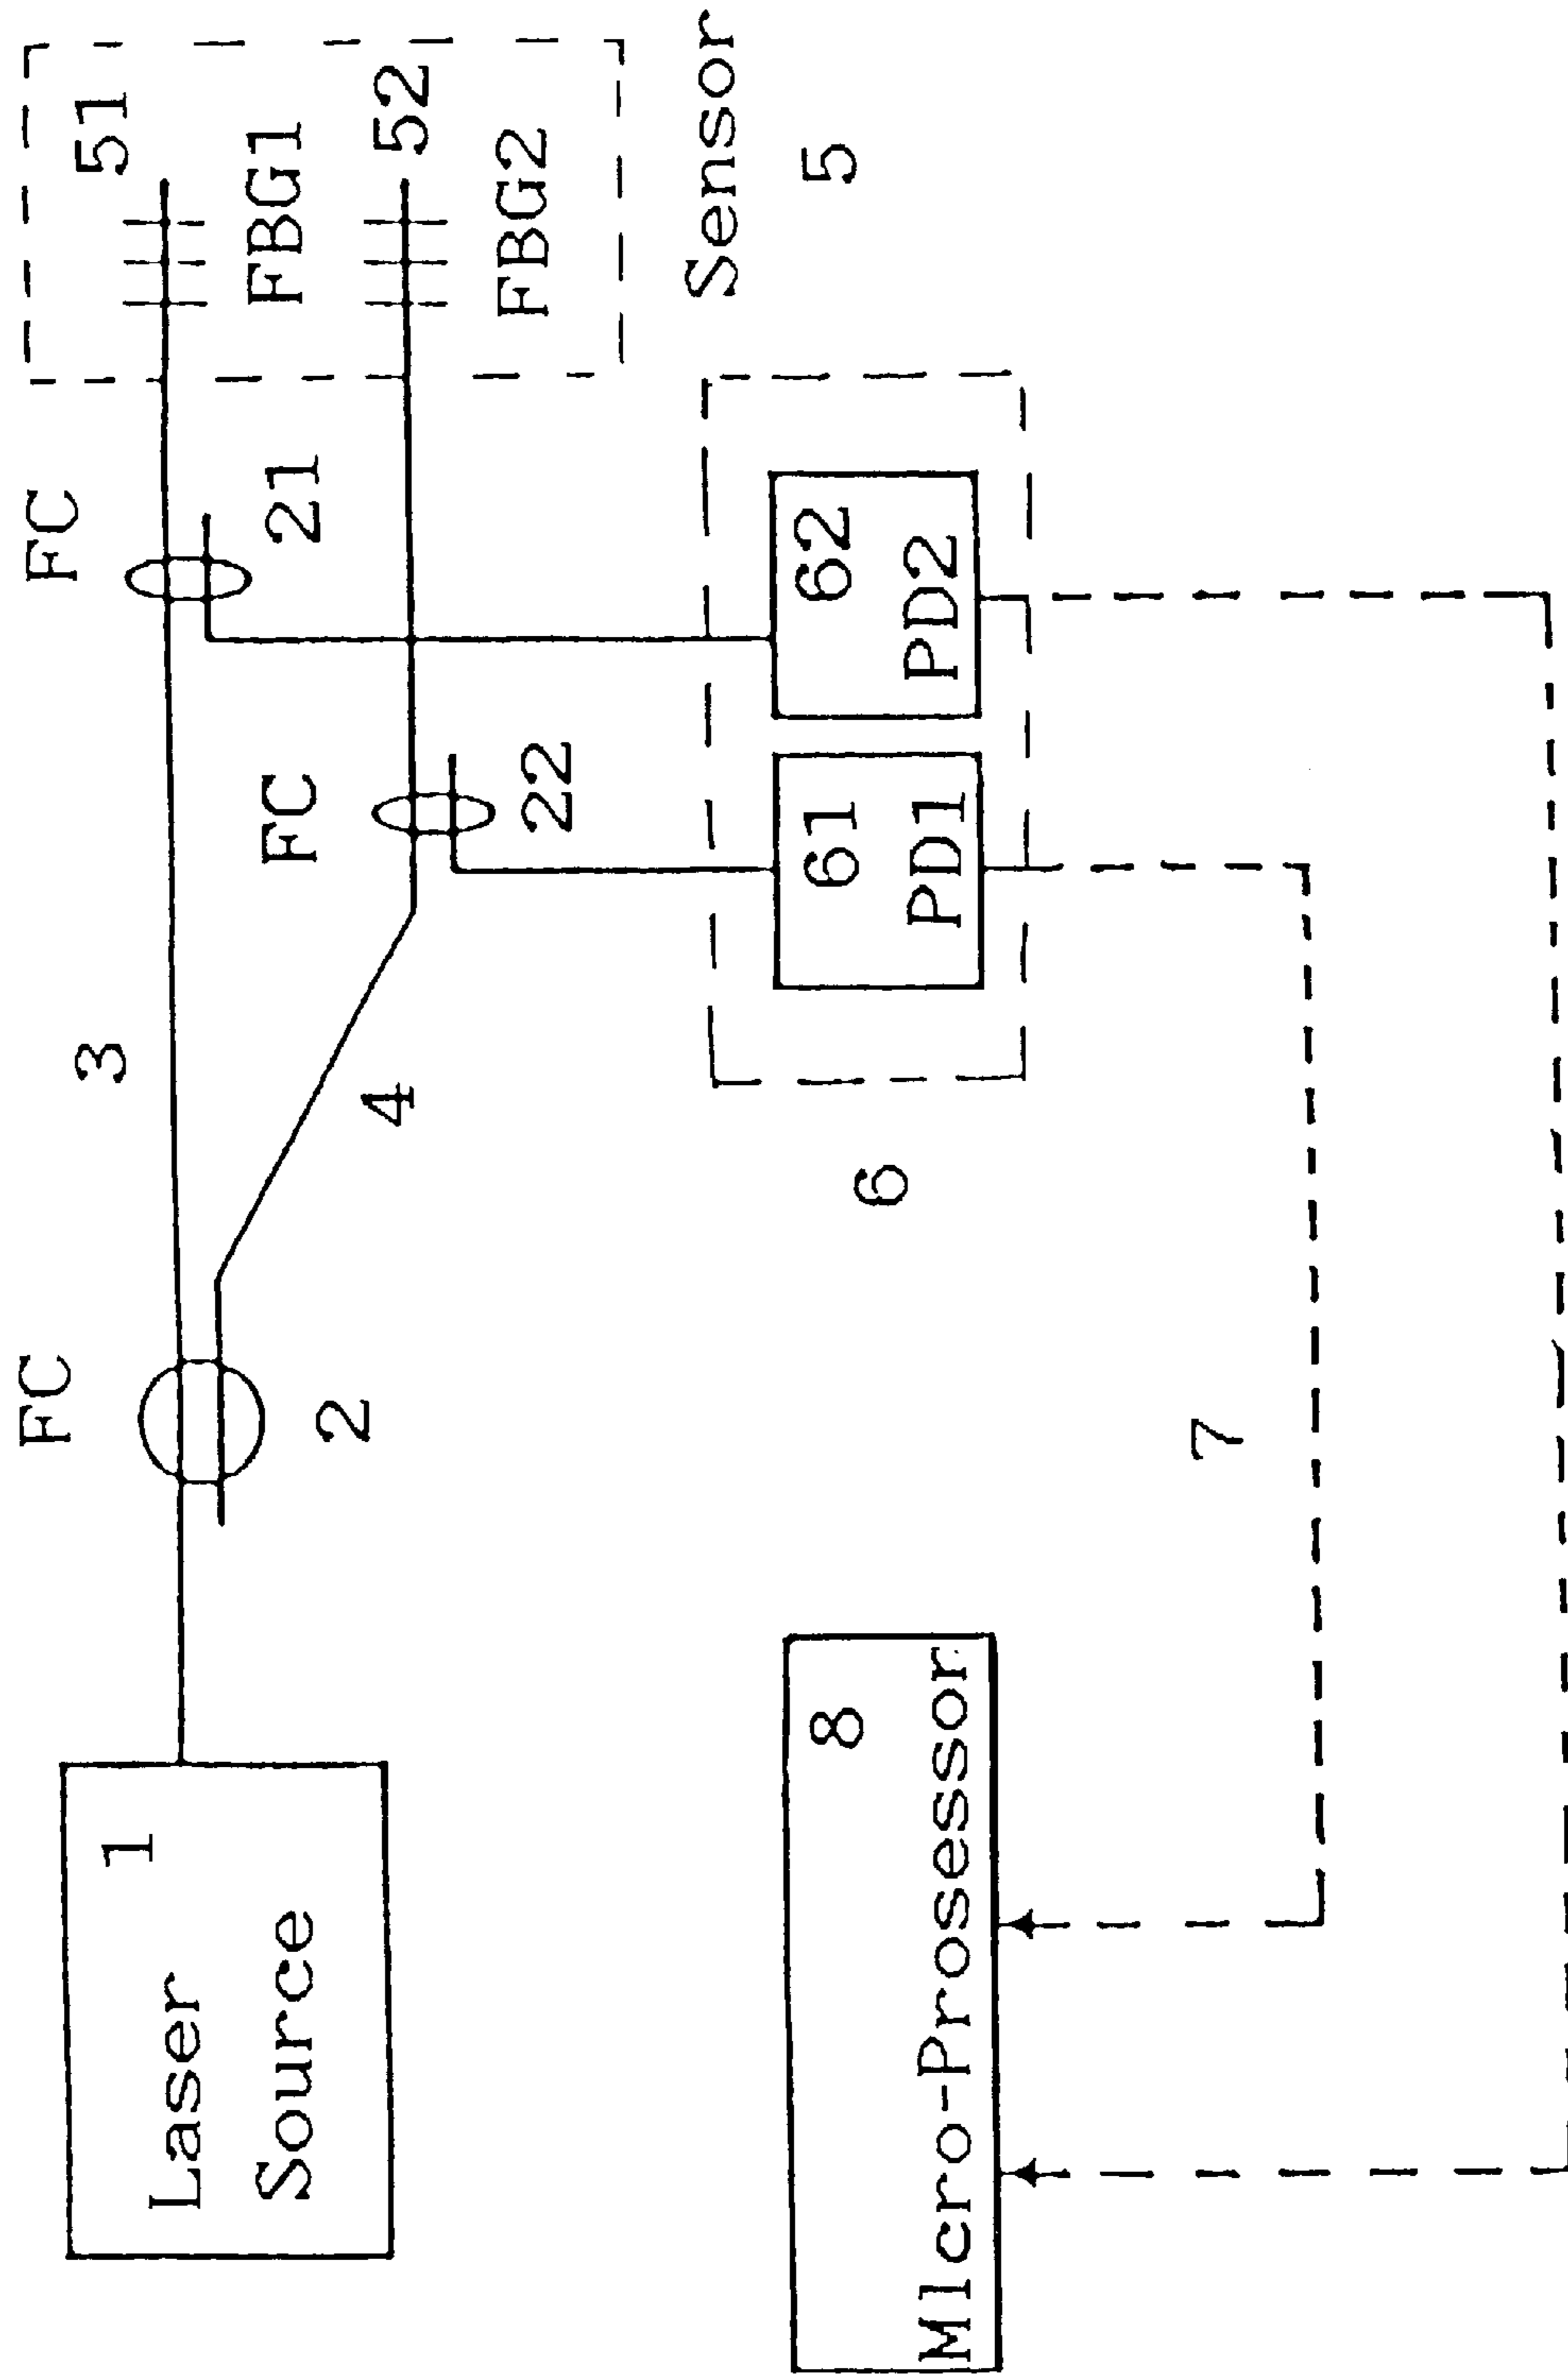 FC
FC
51
3
21
FBG1
1
Laser
Source
2
FC
4
22
52
FBG2
Sensor
5
6
61
PD1
62
PD2
8
MIcro-Prosessor
7